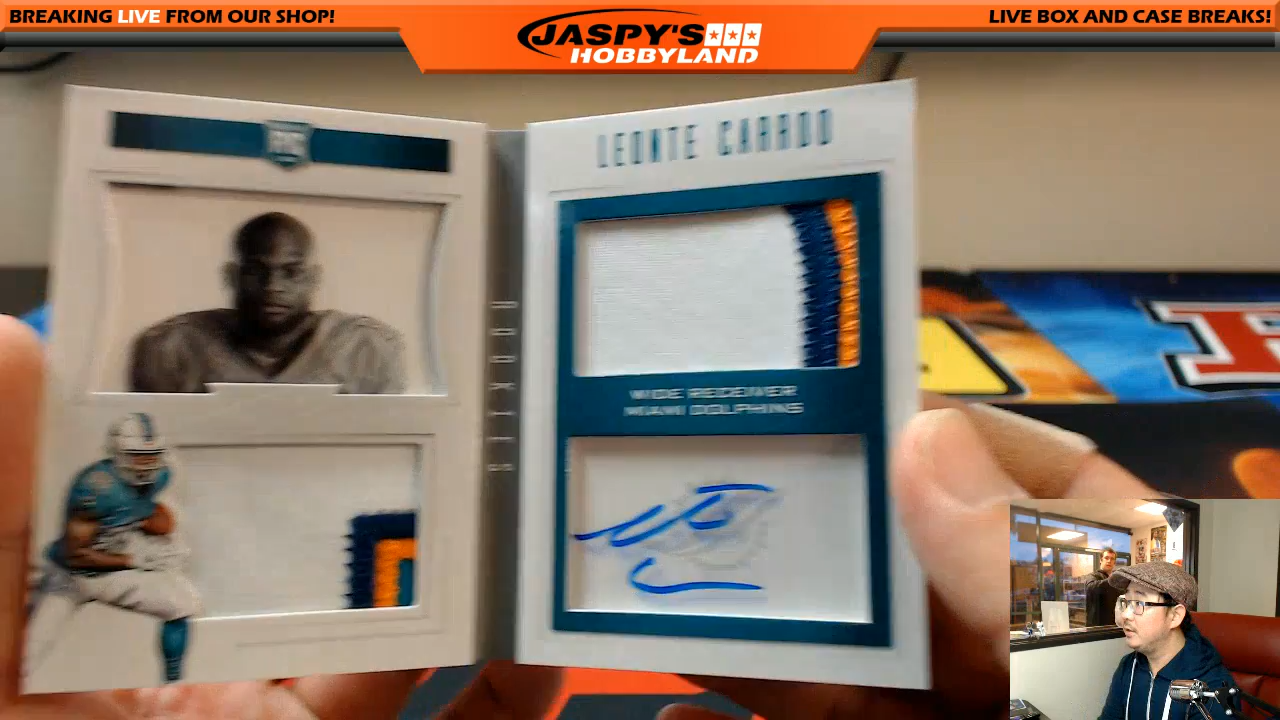 BREAKING LIVE FROM OUR SHOP!
JASPY'S
HOBBYLAND
LIVE BOX AND CASE BREAKS!
LEONTE CARROO
WIDE RECEIVER
MIAMI DOLPHINS